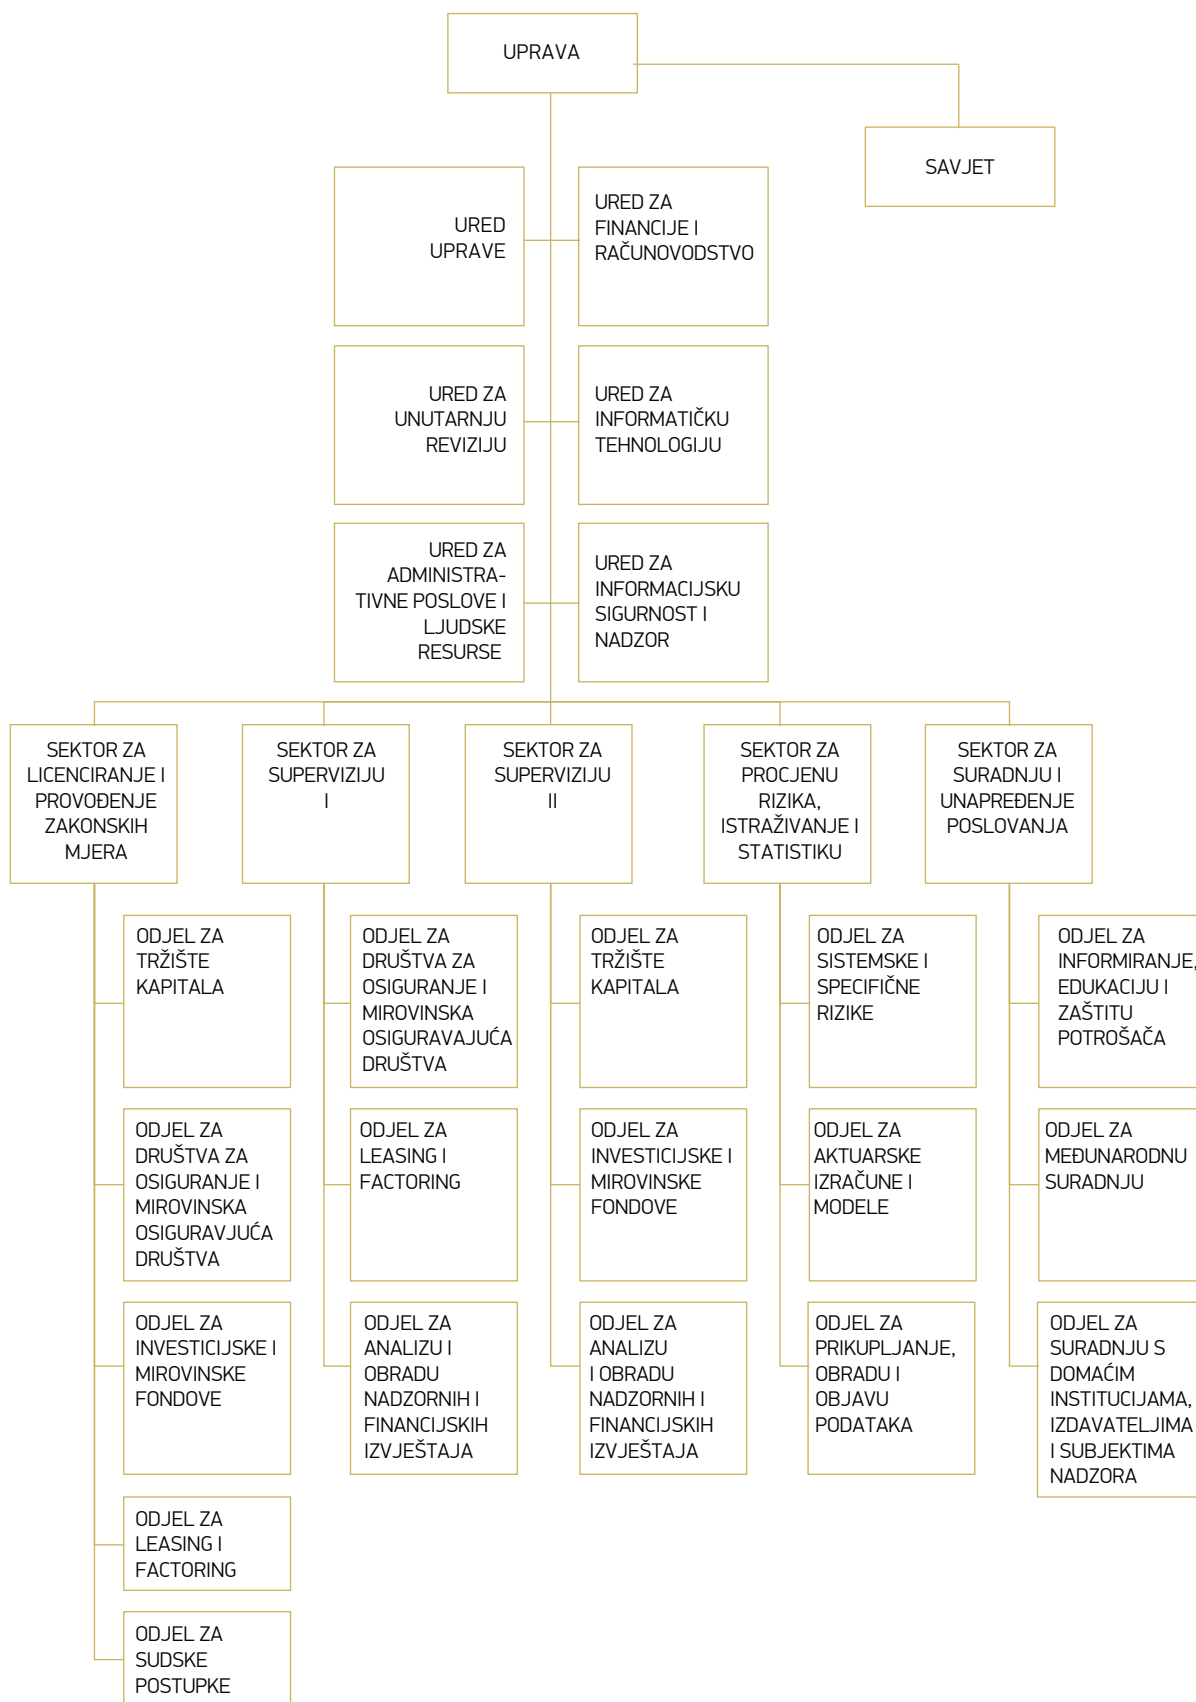 UPRAVA
SAVJET
URED
UPRAVE
URED ZA
FINANCIJE I
RAČUNOVODSTVO
URED ZA
UNUTARNJU
REVIZIJU
URED ZA
INFORMATIČKU
TEHNOLOGIJU
URED ZA
ADMINISTRA-
TIVNE POSLOVE I
LJUDSKE
RESURSE
URED ZA
INFORMACIJSKU
SIGURNOST I
NADZOR
SEKTOR ZA
LICENCIRANJE I
PROVOĐENJE
ZAKONSKIH
MJERA
SEKTOR ZA
SUPERVIZIJU
I
SEKTOR ZA
SUPERVIZIJU
II
SEKTOR ZA
PROCJENU
RIZIKA,
ISTRAŽIVANJE I
STATISTIKU
SEKTOR ZA
SURADNJU I
UNAPREĐENJE
POSLOVANJA
ODJEL ZA
TRŽIŠTE
KAPITALA
ODJEL ZA
DRUŠTVA ZA
OSIGURANJE I
MIROVINSKA
OSIGURAVAJUĆA
DRUŠTVA
ODJEL ZA
TRŽIŠTE
KAPITALA
ODJEL ZA
SISTEMSKE I
SPECIFIČNE
RIZIKE
ODJEL ZA
INFORMIRANJE,
EDUKACIJU I
ZAŠTITU
POTROŠAČA
ODJEL ZA
DRUŠTVA ZA
OSIGURANJE I
MIROVINSKA
OSIGURAVJUĆA
DRUŠTVA
ODJEL ZA
LEASING I
FACTORING
ODJEL ZA
INVESTICIJSKE I
MIROVINSKE
FONDOVE
ODJEL ZA
AKTUARSKE
IZRAČUNE I
MODELE
ODJEL ZA
MEĐUNARODNU
SURADNJU
ODJEL ZA
INVESTICIJSKE I
MIROVINSKE
FONDOVE
ODJEL ZA
ANALIZU I
OBRADU
NADZORNIH I
FINANCIJSKIH
IZVJEŠTAJA
ODJEL ZA
ANALIZU
I OBRADU
NADZORNIH I
FINANCIJSKIH
IZVJEŠTAJA
ODJEL ZA
PRIKUPLJANJE,
OBRADU I
OBJAVU
PODATAKA
ODJEL ZA
SURADNJU S
DOMAĆIM
INSTITUCIJAMA,
IZDAVATELJIMA
I SUBJEKTIMA
NADZORA
ODJEL ZA
LEASING I
FACTORING
ODJEL ZA
SUDSKE
POSTUPKE